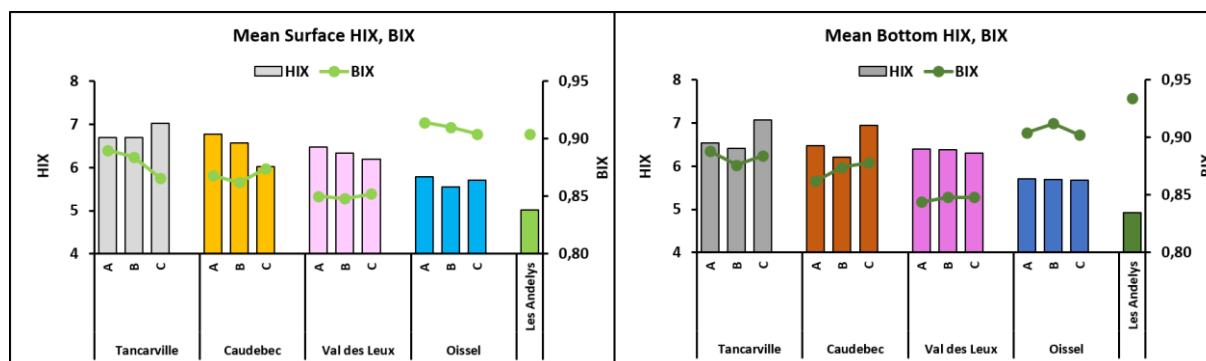 Mean Surface HIX, BIX
HIX BIX
8 0,95
7 0,90
6
5 0,85
4 0,80
HIX
BIX
A B C A B C A B C A B C Les Andelys
Tancarville Caudebec Val des Leux Oissel
Mean Bottom HIX, BIX
HIX BIX
8 0,95
7 0,90
6
5 0,85
4 0,80
HIX
BIX
A B C A B C A B C A B C Les Andelys
Tancarville Caudebec Val des Leux Oissel